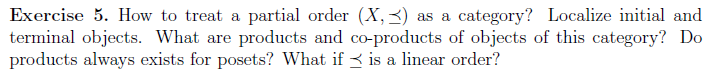 Exercise 5. How to treat a partial order (X, ⪯) as a category? Localize initial and
terminal objects. What are products and co-products of objects of this category? Do
products always exists for posets? What if ⪯ is a linear order?